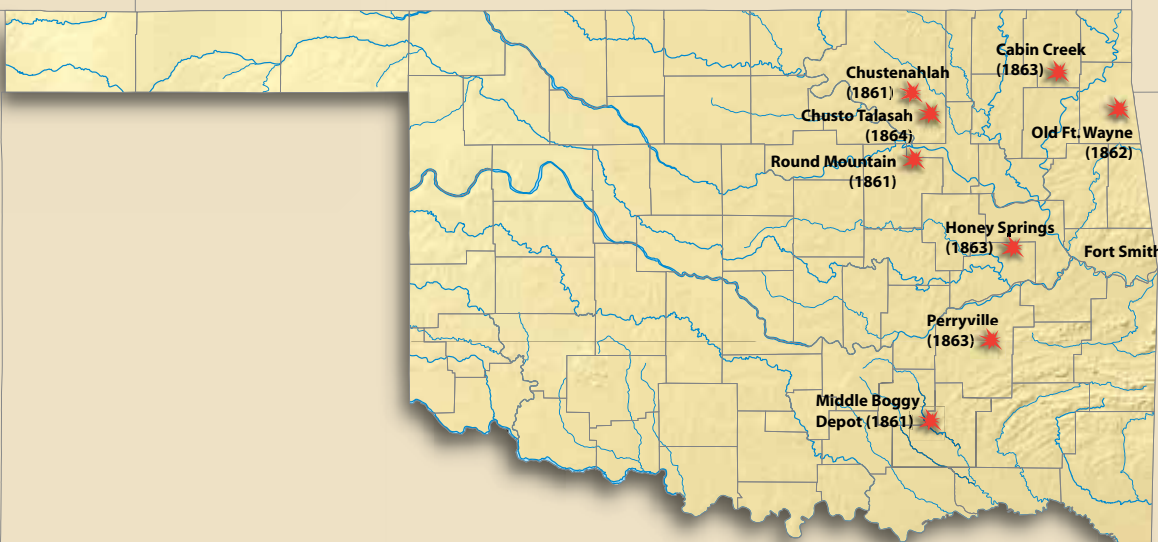 Cabin Creek
(1863)
Chustenahlah
(1861)
Chusto Talasah
(1864)
Old Ft. Wayne
(1862)
Round Mountain
(1861)
Honey Springs
(1863)
Fort Smith
Perryville
(1863)
Middle Boggy
Depot (1861)